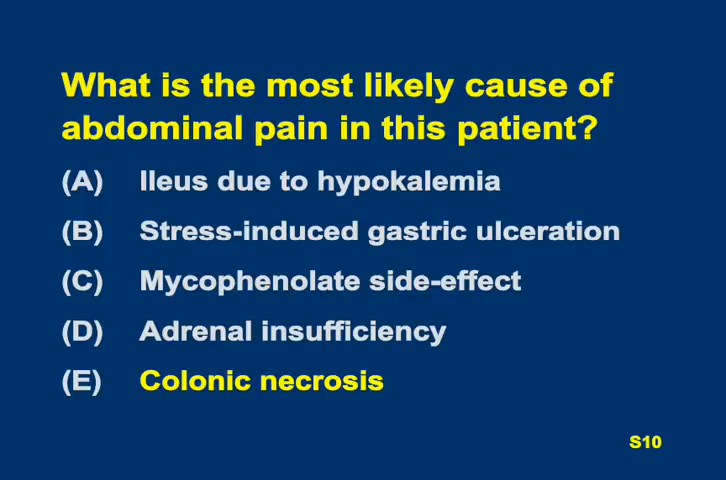 What is the most likely cause of
abdominal pain in this patient?
(A) Ileus due to hypokalemia
(B) Stress-induced gastric ulceration
(C) Mycophenolate side-effect
(D) Adrenal insufficiency
(E) Colonic necrosis
S10